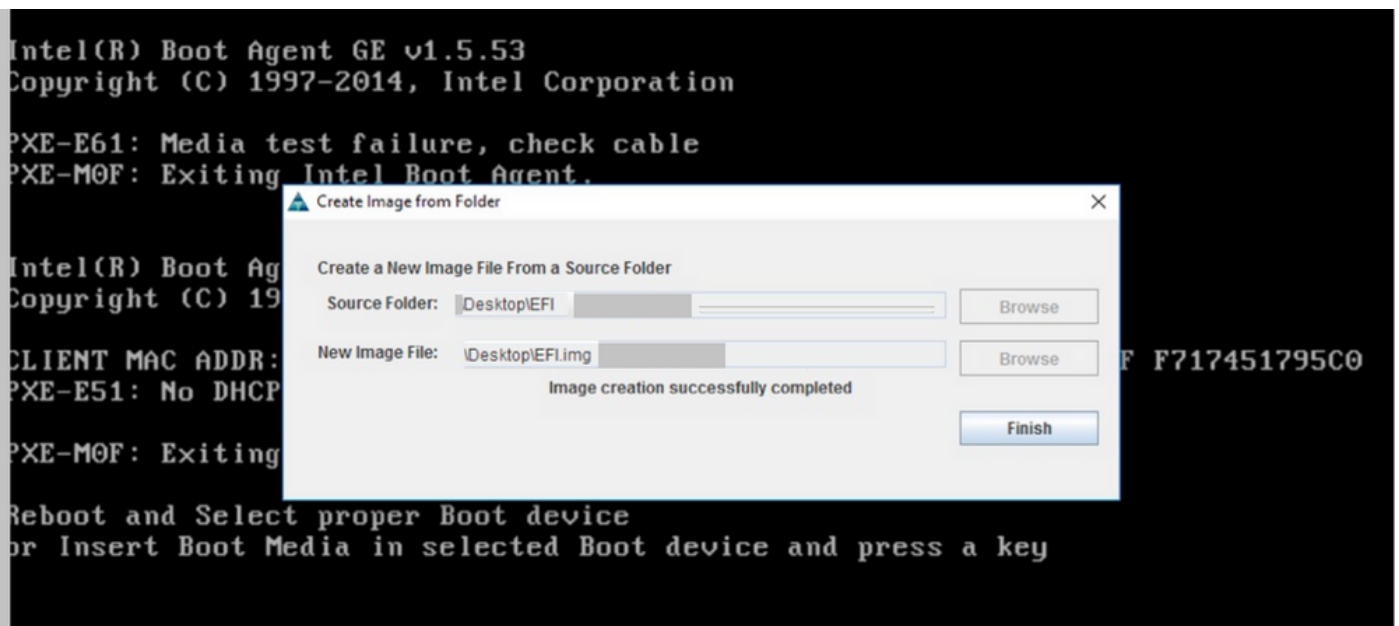 Intel(R) Boot Agent GE v1.5.53
Copyright (C) 1997-2014, Intel Corporation
PXE-E61: Media test failure, check cable
PXE-M0F: Exiting Intel Boot Agent.
Create Image from Folder
Intel(R) Boot Ag
Create a New Image File From a Source Folder
Copyright (C) 19
Source Folder: Desktop\EFI
Browse
CLIENT MAC ADDR:
New Image File: \Desktop\EFI.img
Browse
F F717451795C0
PXE-E51: No DHCP
Image creation successfully completed
Finish
PXE-M0F: Exiting
Reboot and Select proper Boot device
or Insert Boot Media in selected Boot device and press a key